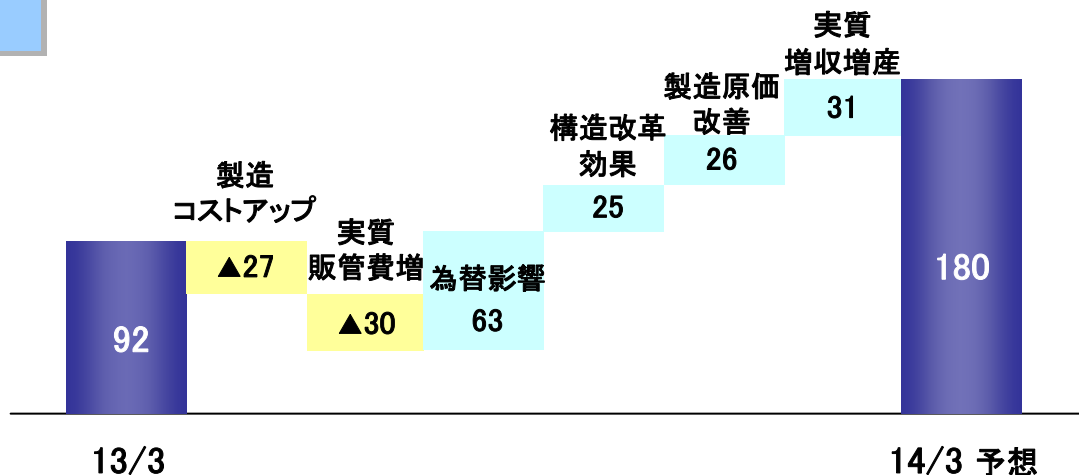 製造
コストアップ
▲27
実質
販管費増
▲30
為替影響
63
構造改革
効果
25
製造原価
改善
26
実質
増収増産
31
92
180
13/3
14/3 予想